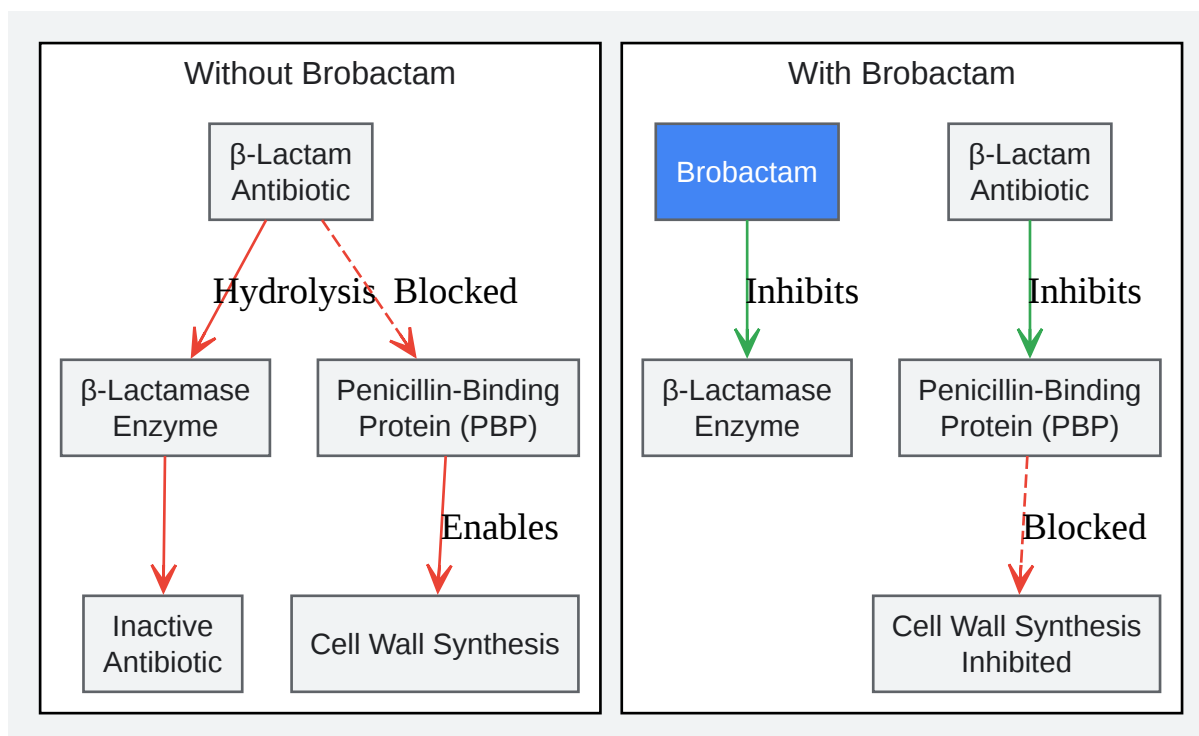 Without Brobactam
β-Lactam
Antibiotic
Hydrolysis
Blocked
β-Lactamase
Enzyme
Penicillin-Binding
Protein (PBP)
Enables
Inactive
Antibiotic
Cell Wall Synthesis
With Brobactam
Brobactam
β-Lactam
Antibiotic
Inhibits
Inhibits
β-Lactamase
Enzyme
Penicillin-Binding
Protein (PBP)
Blocked
Cell Wall Synthesis
Inhibited